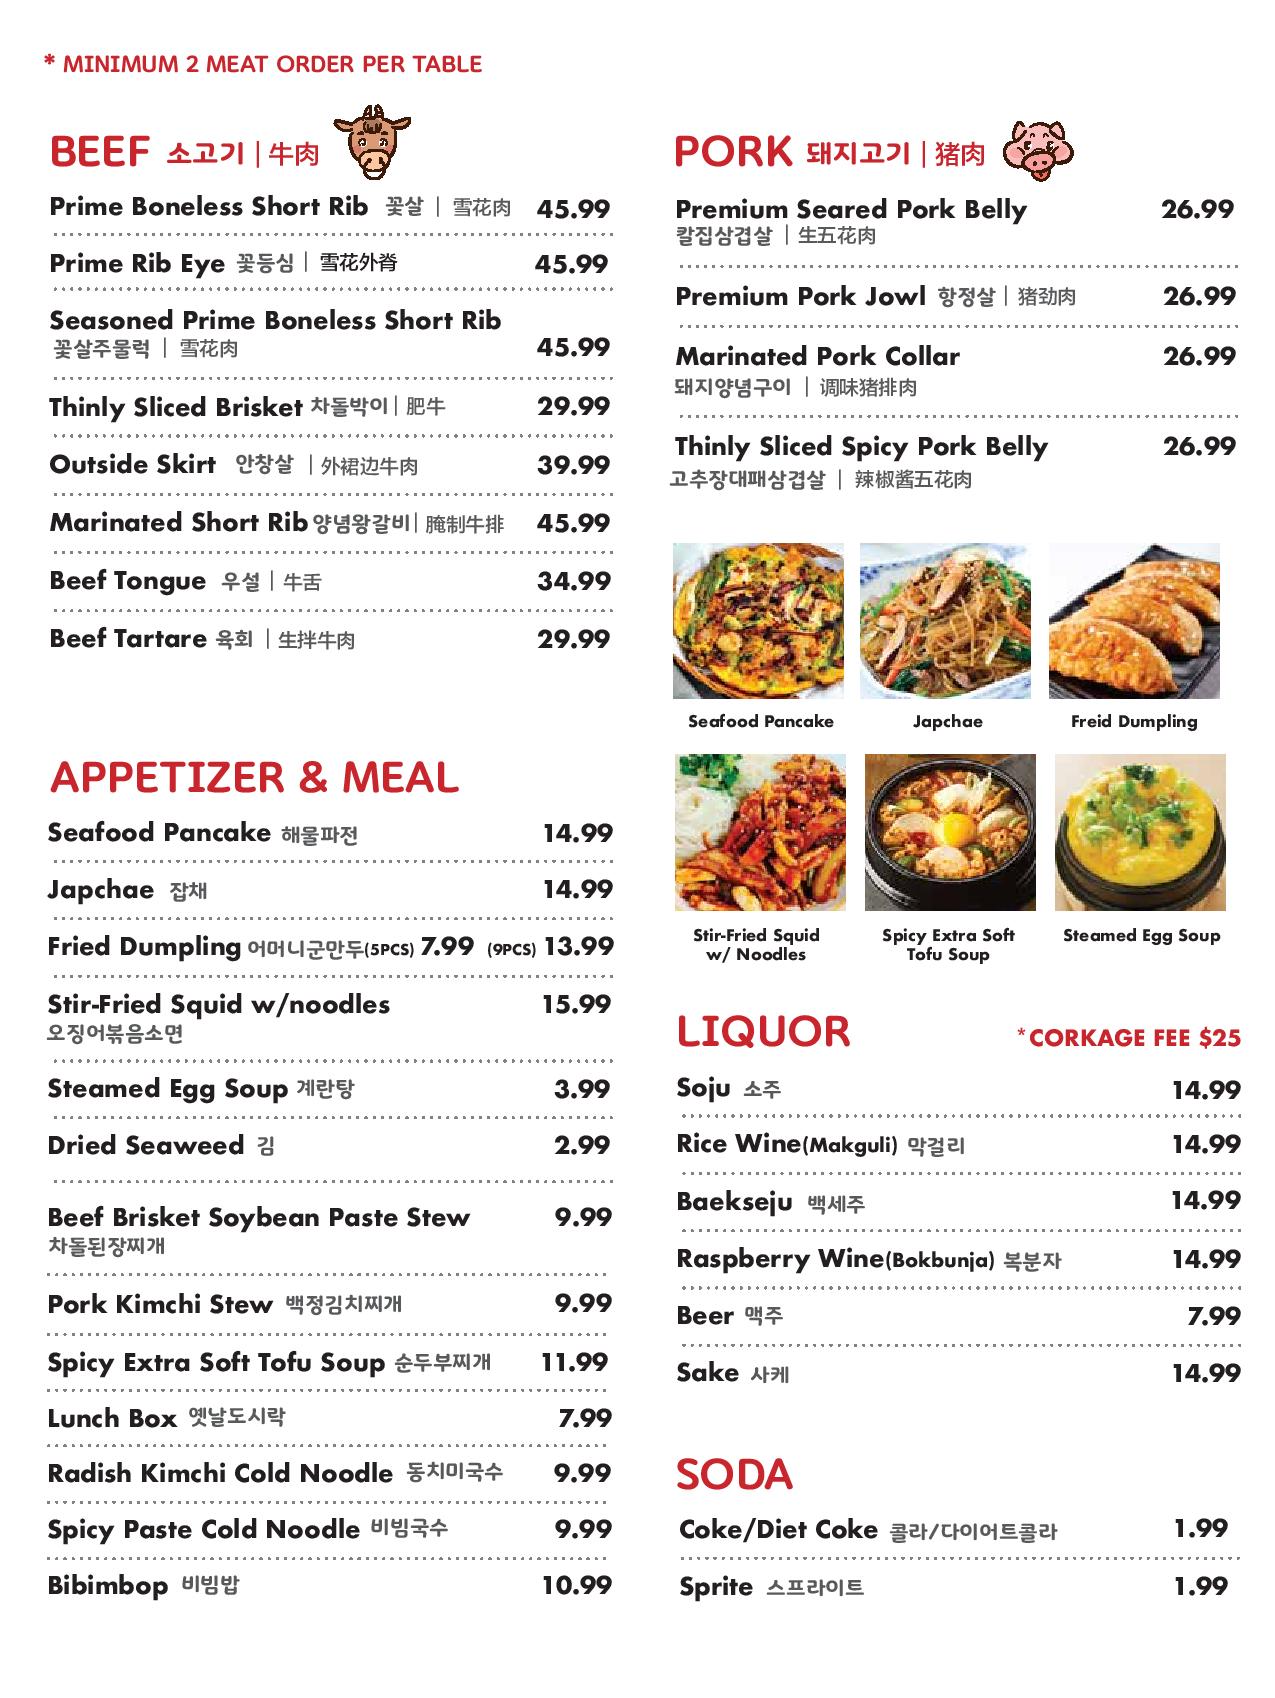 * MINIMUM 2 MEAT ORDER PER TABLE
BEEF 소고기 | 牛肉
Prime Boneless Short Rib 꽃살 | 雪花肉 45.99
Prime Rib Eye 꽃등심 | 雪花外脊 45.99
Seasoned Prime Boneless Short Rib
꽃살주물럭 | 雪花肉 45.99
Thinly Sliced Brisket 차돌박이 | 肥牛 29.99
Outside Skirt 안창살 | 外裙边牛肉 39.99
Marinated Short Rib 양념왕갈비 | 腌制牛排 45.99
Beef Tongue 우설 | 牛舌 34.99
Beef Tartare 육회 | 生拌牛肉 29.99
APPETIZER & MEAL
Seafood Pancake 해물파전 14.99
Japchae 잡채 14.99
Fried Dumpling 어머니군만두(5PCS) 7.99 (9PCS) 13.99
Stir-Fried Squid w/noodles 15.99
오징어볶음소면
Steamed Egg Soup 계란탕 3.99
Dried Seaweed 김 2.99
Beef Brisket Soybean Paste Stew 9.99
차돌된장찌개
Pork Kimchi Stew 백정김치찌개 9.99
Spicy Extra Soft Tofu Soup 순두부찌개 11.99
Lunch Box 옛날도시락 7.99
Radish Kimchi Cold Noodle 동치미국수 9.99
Spicy Paste Cold Noodle 비빔국수 9.99
Bibimbop 비빔밥 10.99
PORK 돼지고기 | 猪肉
Premium Seared Pork Belly 26.99
칼집삼겹살 | 生五花肉
Premium Pork Jowl 항정살 | 猪劲肉 26.99
Marinated Pork Collar 26.99
돼지양념구이 | 调味猪排肉
Thinly Sliced Spicy Pork Belly 26.99
고추장대패삼겹살 | 辣椒酱五花肉
Seafood Pancake
Japchae
Freid Dumpling
Stir-Fried Squid
w/ Noodles
Spicy Extra Soft
Tofu Soup
Steamed Egg Soup
LIQUOR *CORKAGE FEE $25
Soju 소주 14.99
Rice Wine(Makguli) 막걸리 14.99
Baekseju 백세주 14.99
Raspberry Wine(Bokbunja) 복분자 14.99
Beer 맥주 7.99
Sake 사케 14.99
SODA
Coke/Diet Coke 콜라/다이어트콜라 1.99
Sprite 스프라이트 1.99